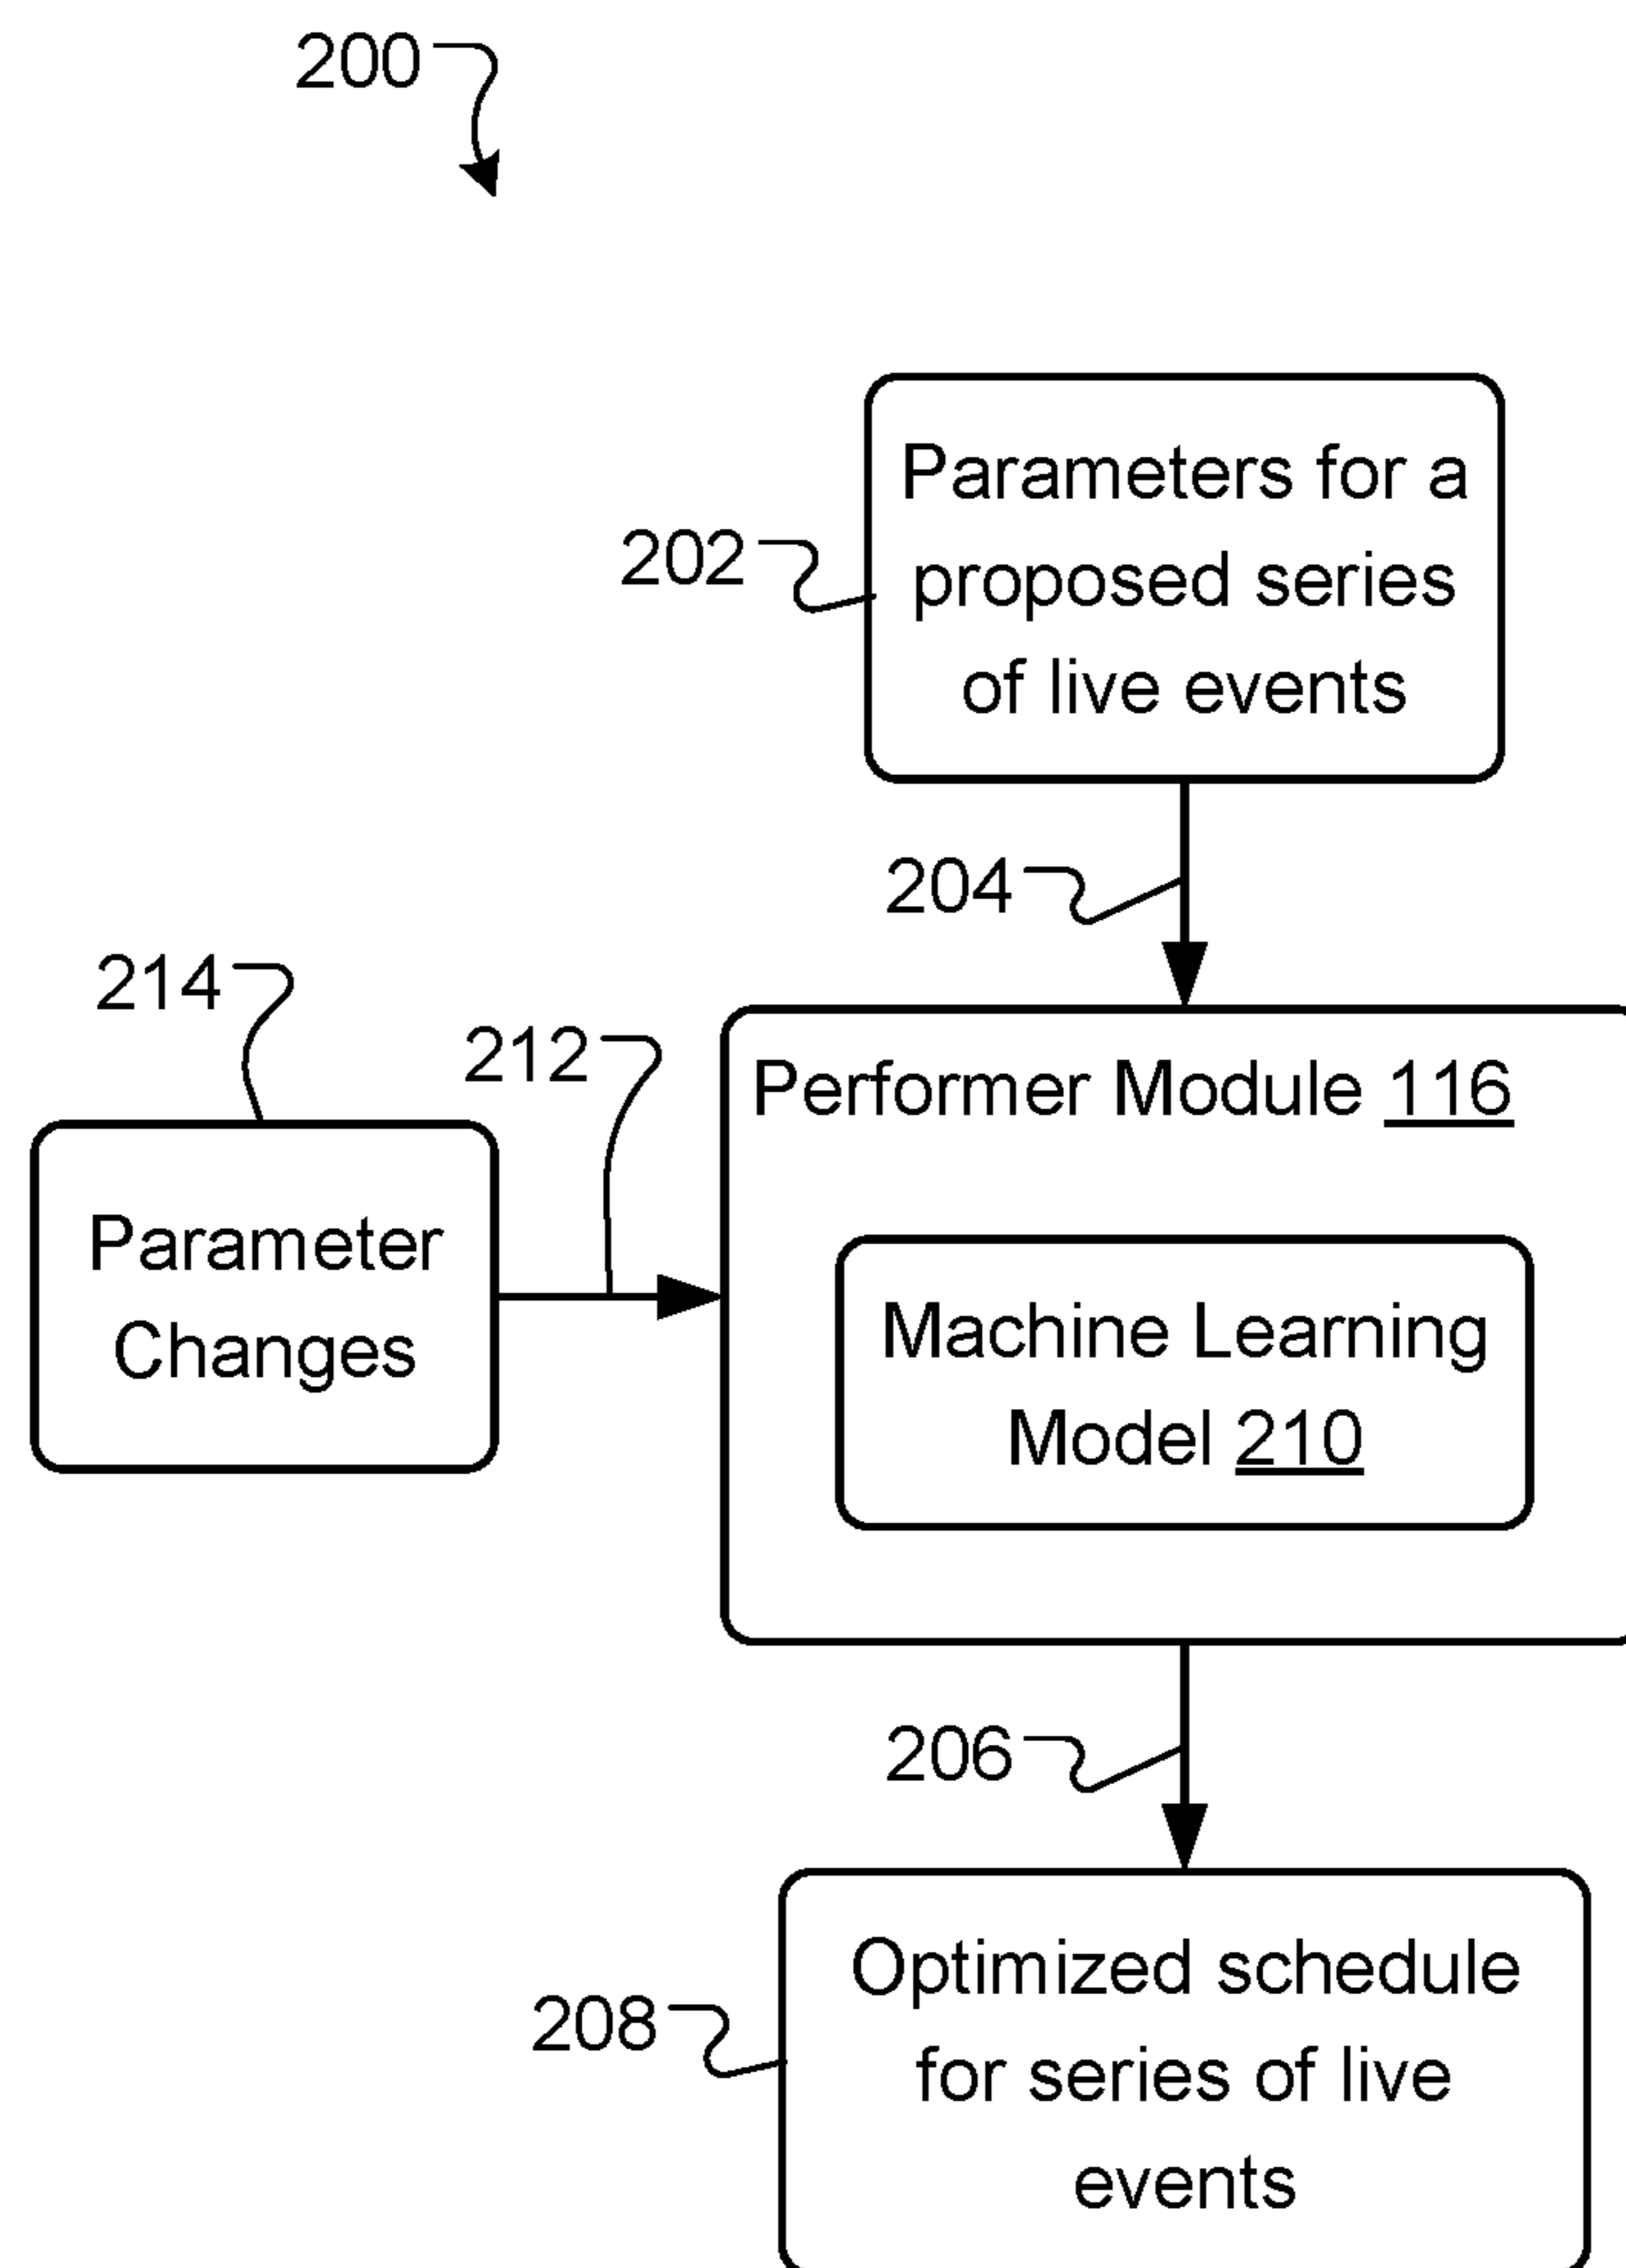 200
202
Parameters for a
proposed series
of live events
204
214
212
Performer Module 116
Parameter
Changes
Machine Learning
Model 210
206
208
Optimized schedule
for series of live
events